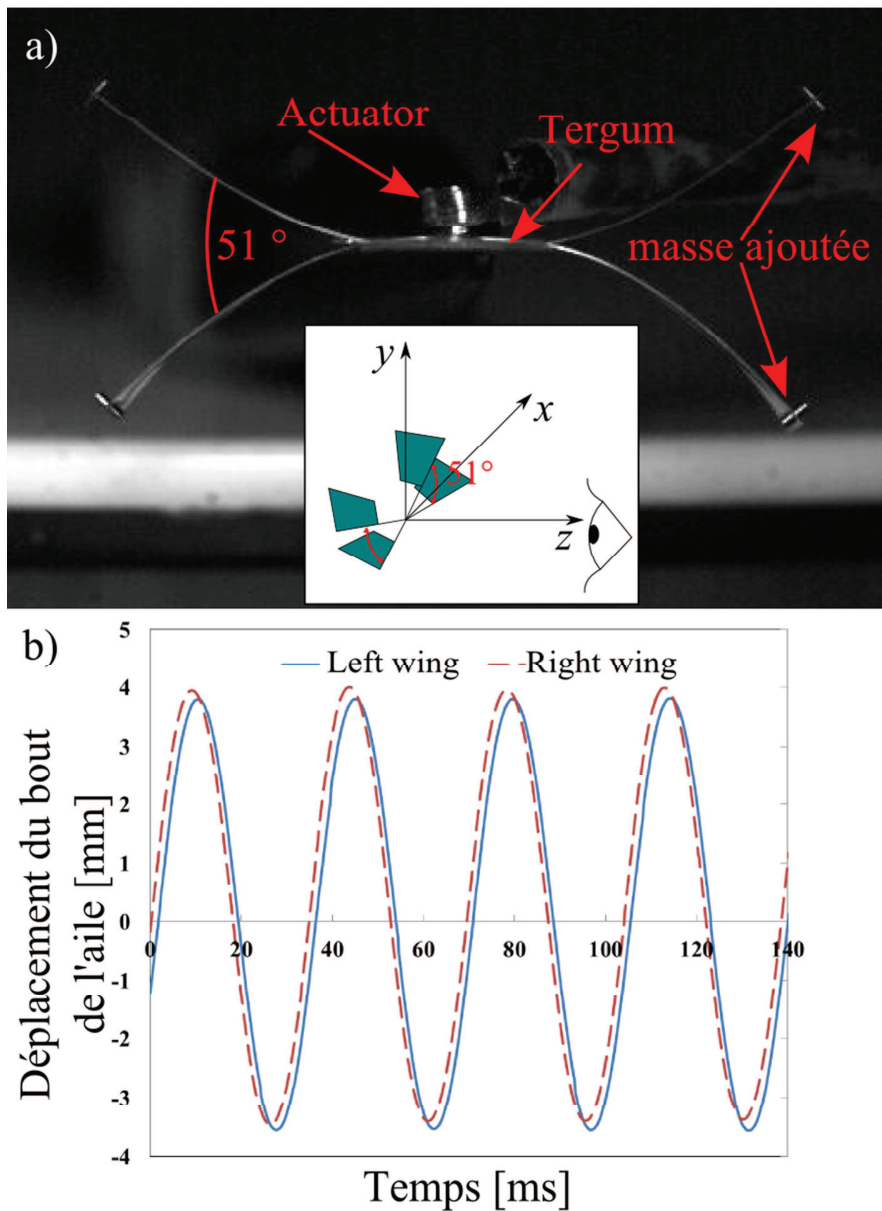 a)
Actuator
Tergum
51 °
masse ajoutée
y
x
51°
z
b)
Left wing
Right wing
Déplacement du bout
de l'aile [mm]
5
4
3
2
1
0
-1
-2
-3
-4
0 20 40 60 80 100 120 140
Temps [ms]